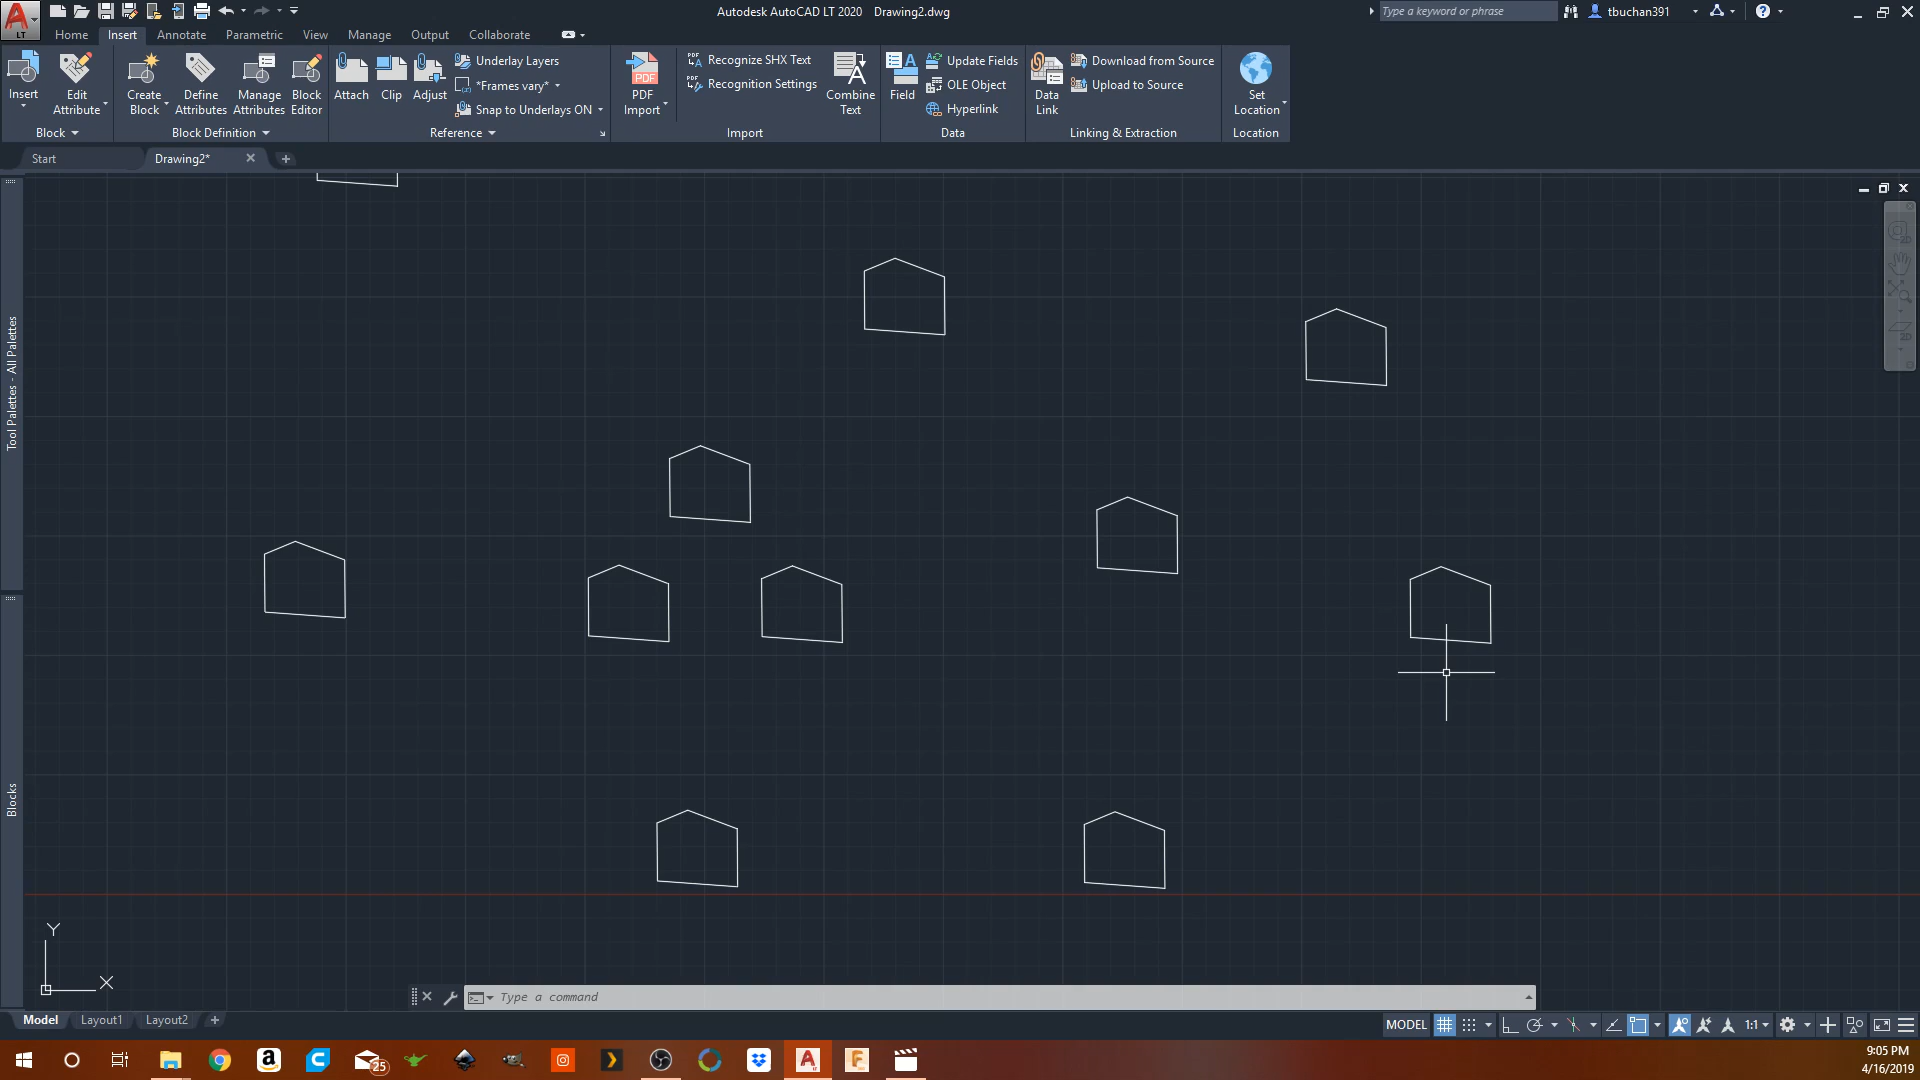 Autodesk AutoCAD LT 2020 Drawing2.dwg
Type a keyword or phrase
tbuchan391
LT
Home Insert Annotate Parametric View Manage Output Collaborate
Insert
Edit Attribute
Block
Create Block
Define Attributes
Manage Attributes
Block Editor
Block Definition
Attach Clip Adjust
Underlay Layers
*Frames vary*
Snap to Underlays ON
Reference
PDF
PDF Import
Recognize SHX Text
Recognition Settings
Combine Text
Import
Field
Update Fields
OLE Object
Hyperlink
Data
Data Link
Download from Source
Upload to Source
Linking & Extraction
Set Location
Location
Start
Drawing2*
Tool Palettes - All Palettes
Blocks
Y
X
Type a command
Model Layout1 Layout2
MODEL
1:1
25
9:05 PM
4/16/2019